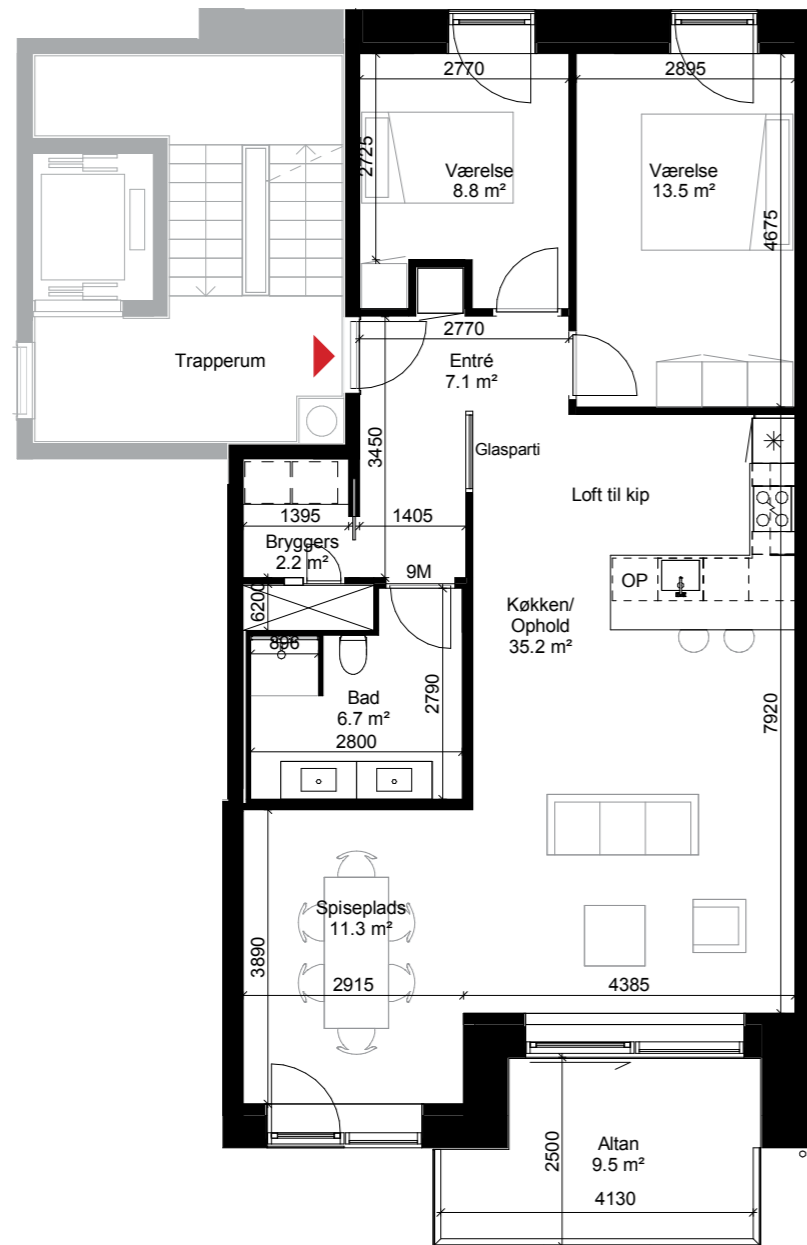 2770
2895
2725
Værelse
8.8 m²
Værelse
13.5 m²
4675
Trapperum
2770
Entré
7.1 m²
3450
Glasparti
Loft til kip
1395
1405
Bryggers
2.2 m²
9M
6200
OP
Køkken/
Ophold
35.2 m²
896
Bad
6.7 m²
2790
2800
7920
Spiseplads
11.3 m²
3890
2915
4385
Altan
9.5 m²
2500
4130